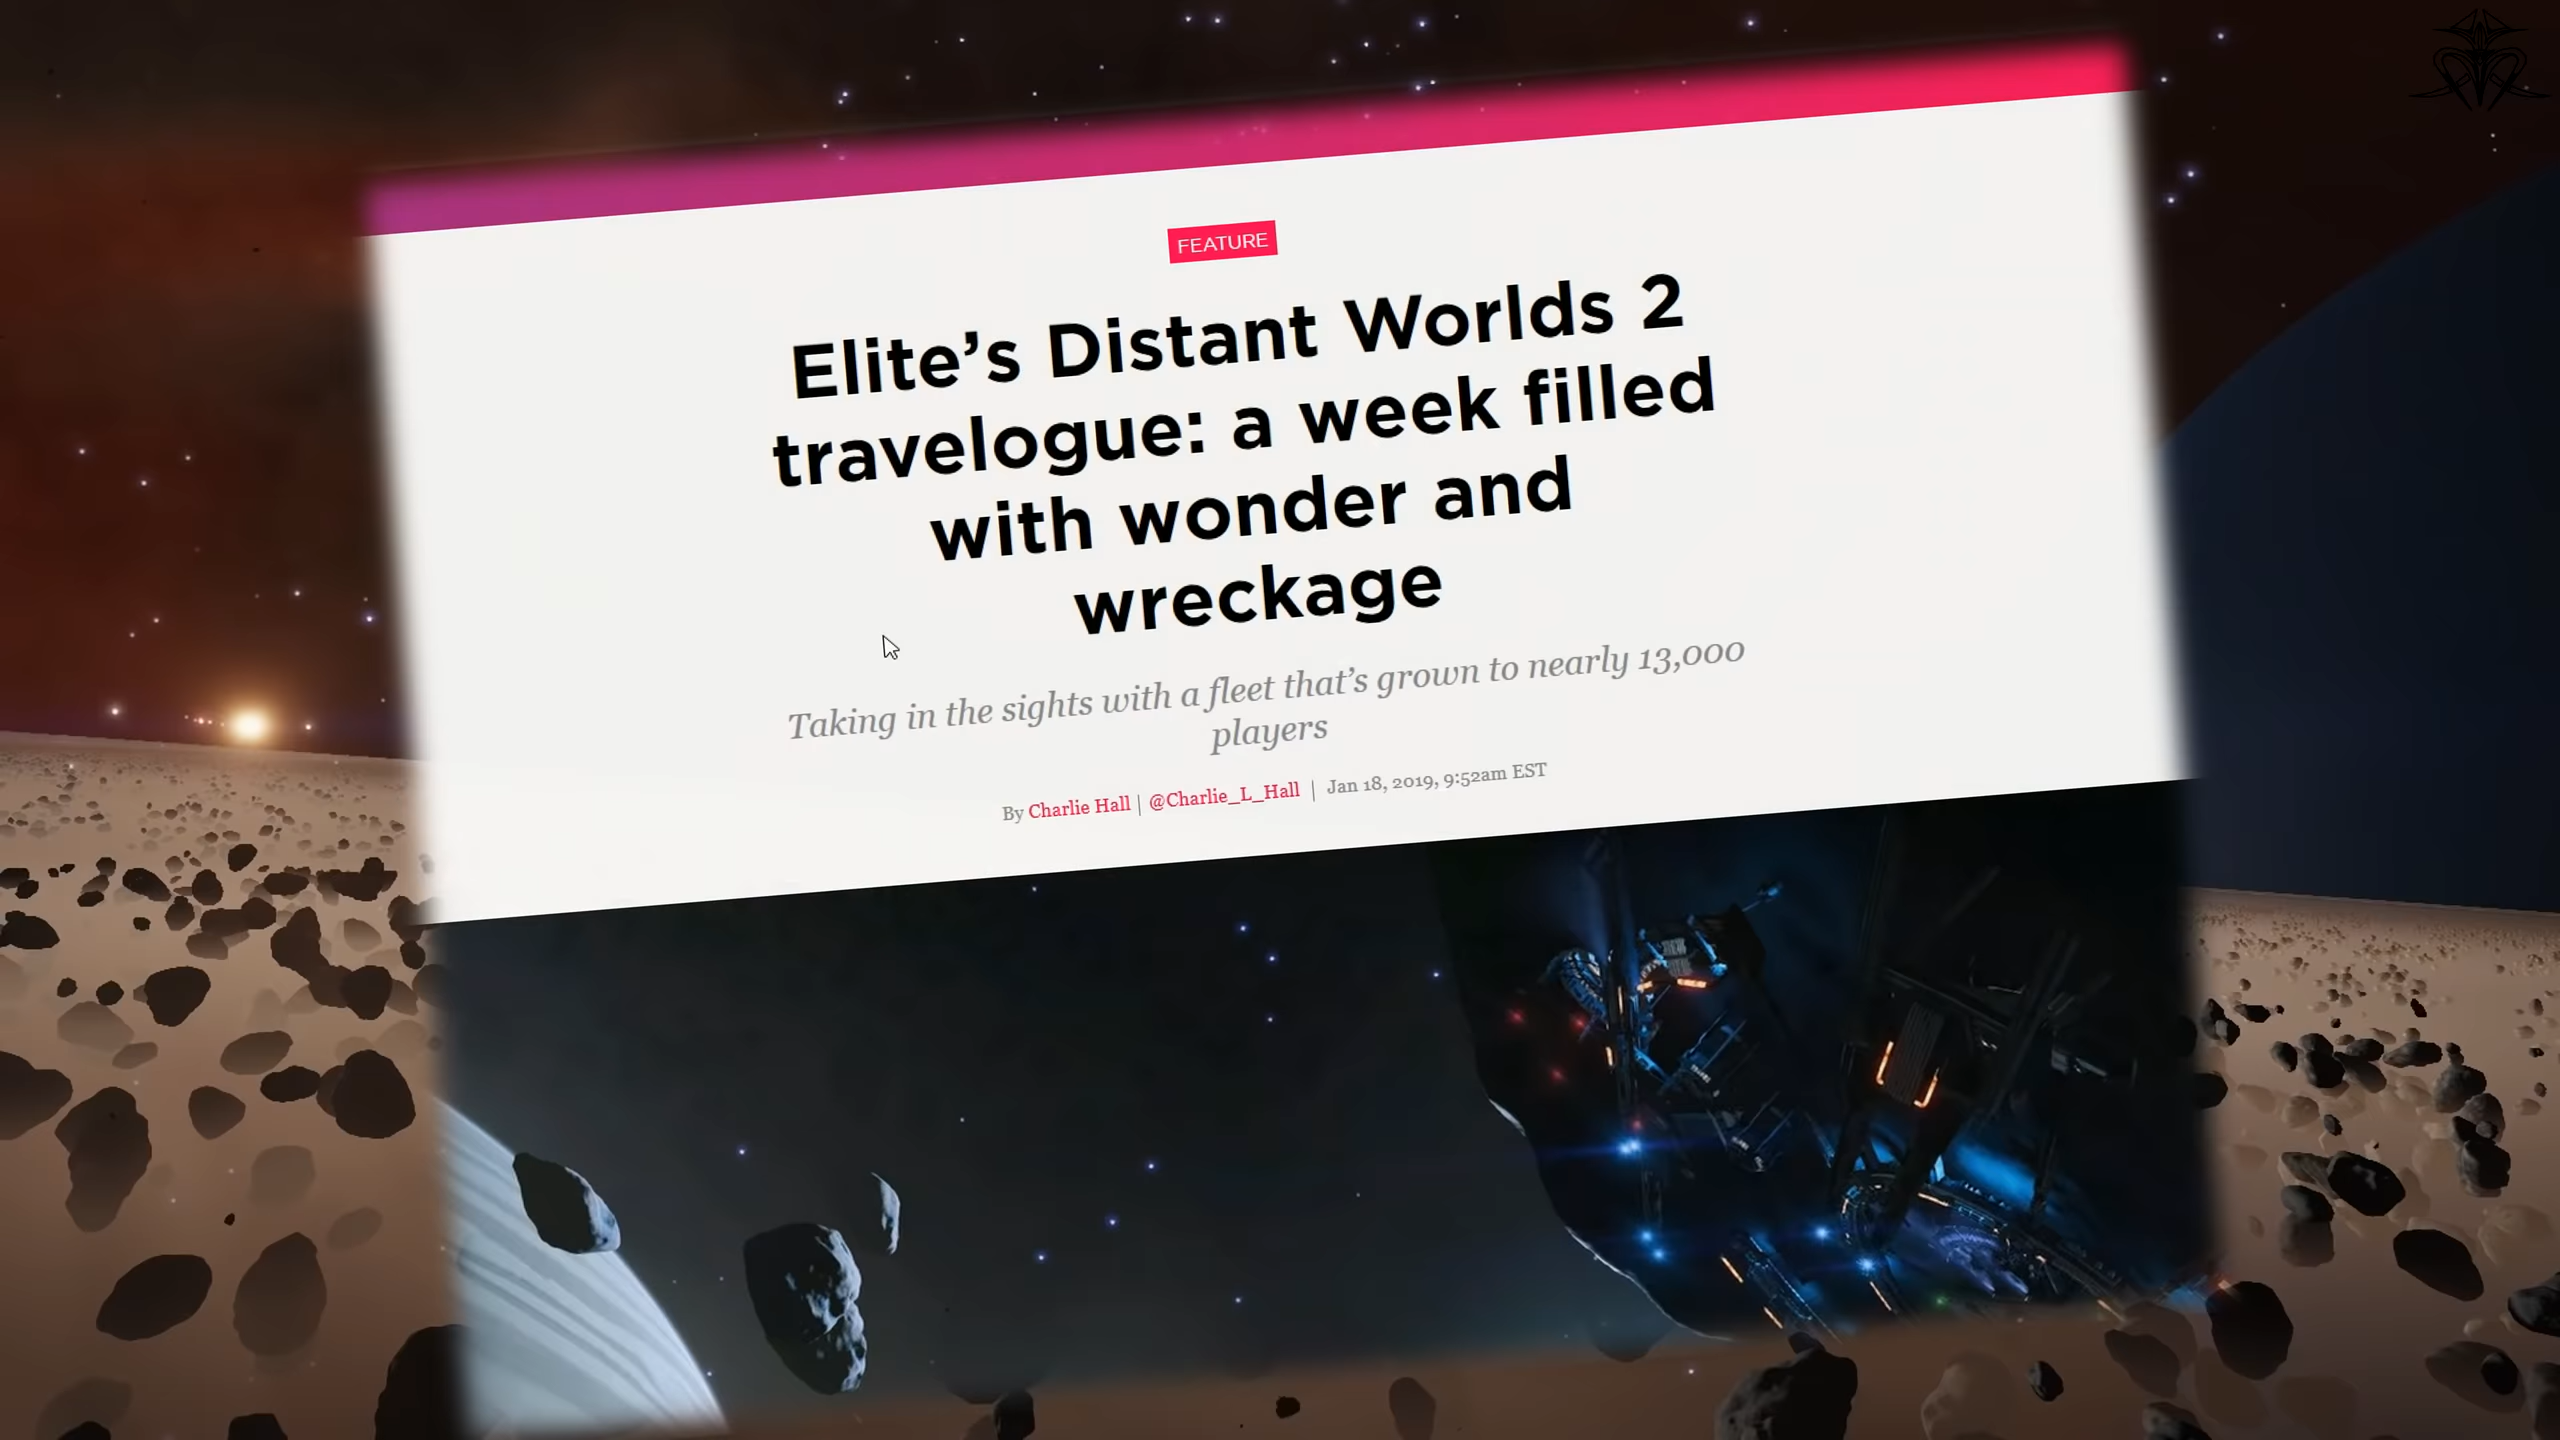 FEATURE
Elite’s Distant Worlds 2
travelogue: a week filled
with wonder and
wreckage
Taking in the sights with a fleet that’s grown to nearly 13,000
players
By Charlie Hall | @Charlie_L_Hall | Jan 18, 2019, 9:52am EST